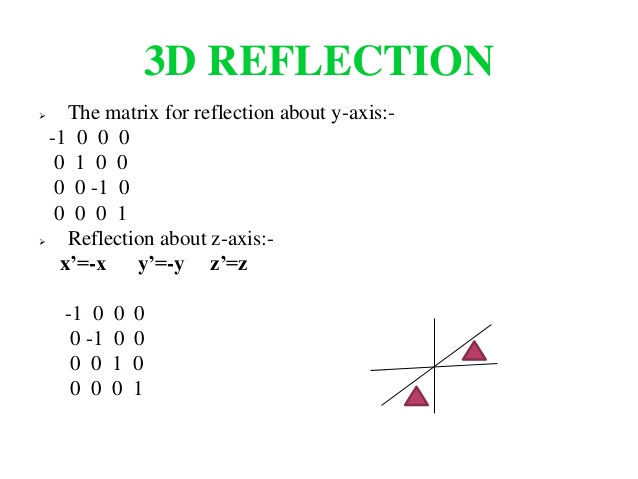 3D REFLECTION
➢ The matrix for reflection about y-axis:-
-1 0 0 0
0 1 0 0
0 0 -1 0
0 0 0 1
➢ Reflection about z-axis:-
x’=-x y’=-y z’=z
-1 0 0 0
0 -1 0 0
0 0 1 0
0 0 0 1